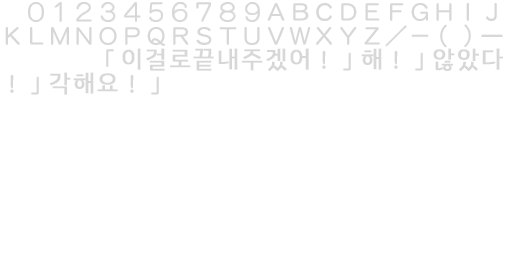 ０１２３４５６７８９ＡＢＣＤＥＦＧＨＩＪ
ＫＬＭＮＯＰＱＲＳＴＵＶＷＸＹＺ／－（）―
「이걸로끝내주겠어！」해！」않았다
！」각해요！」